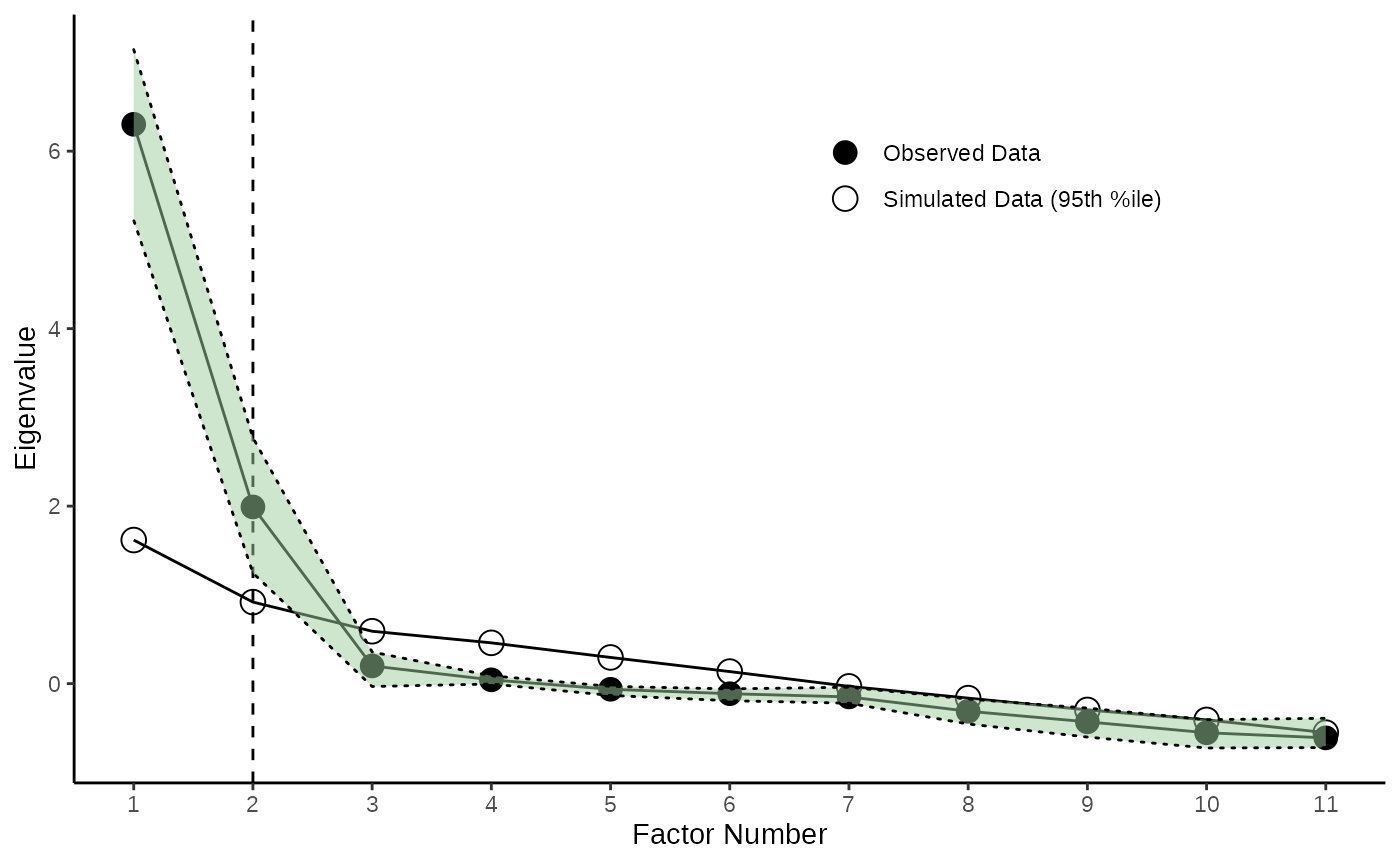 Observed Data
Simulated Data (95th %ile)
Eigenvalue
6
4
2
0
1 2 3 4 5 6 7 8 9 10 11
Factor Number